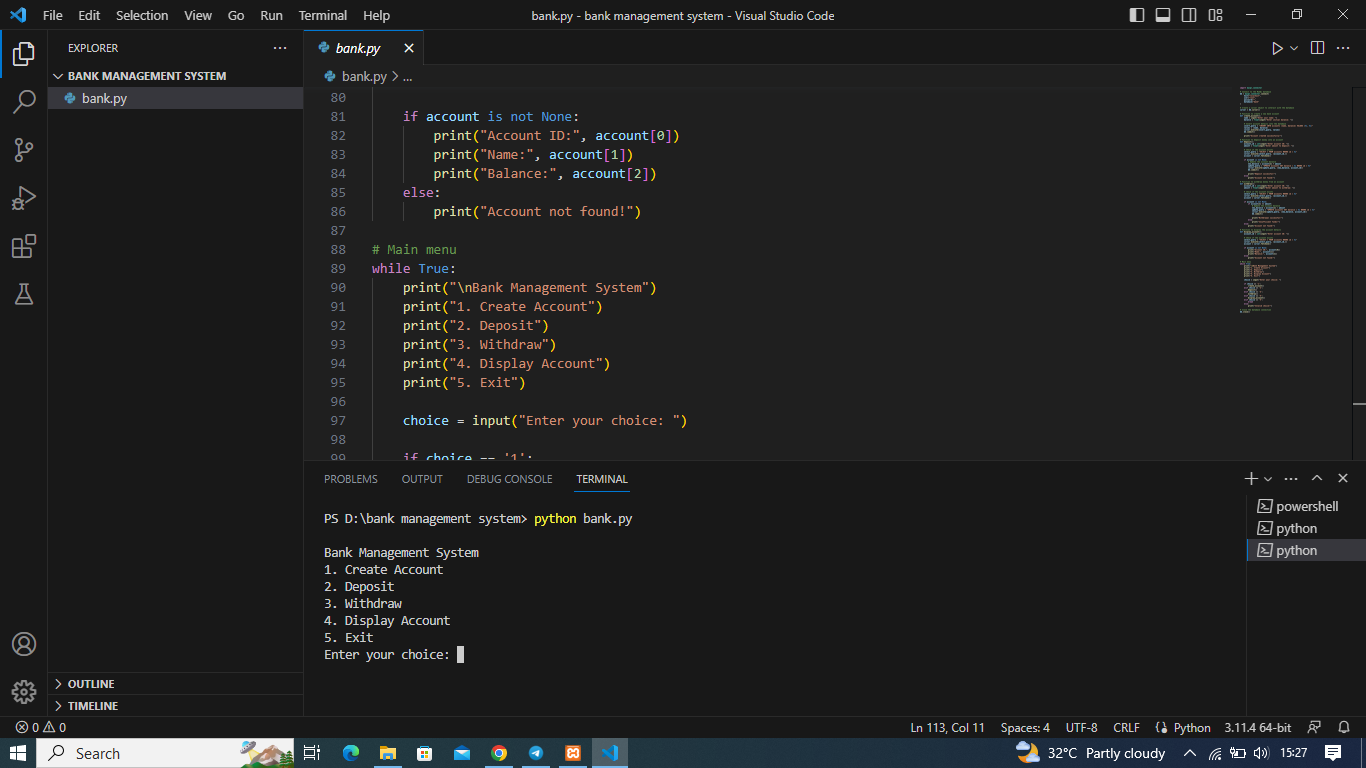 File Edit Selection View Go Run Terminal Help
bank.py - bank management system - Visual Studio Code
EXPLORER
BANK MANAGEMENT SYSTEM
bank.py
OUTLINE
TIMELINE
bank.py
bank.py > ...
80
81 if account is not None:
82 print("Account ID:", account[0])
83 print("Name:", account[1])
84 print("Balance:", account[2])
85 else:
86 print("Account not found!")
87
88 # Main menu
89 while True:
90 print("\nBank Management System")
91 print("1. Create Account")
92 print("2. Deposit")
93 print("3. Withdraw")
94 print("4. Display Account")
95 print("5. Exit")
96
97 choice = input("Enter your choice: ")
98
99 if choice == '1':
PROBLEMS OUTPUT DEBUG CONSOLE TERMINAL
PS D:\bank management system> python bank.py
Bank Management System
1. Create Account
2. Deposit
3. Withdraw
4. Display Account
5. Exit
Enter your choice:
powershell
python
python
0 0
Ln 113, Col 11 Spaces: 4 UTF-8 CRLF Python 3.11.4 64-bit
Search
32°C Partly cloudy
15:27